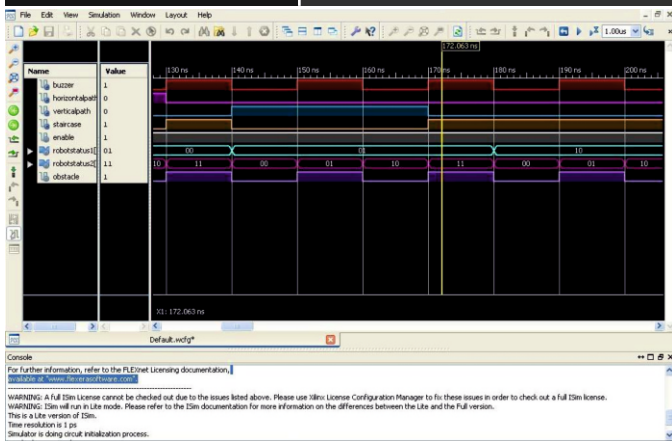 File Edit View Simulation Window Layout Help
1.00us
172.063 ns
Name Value
130 ns 140 ns 150 ns 160 ns 170 ns 180 ns 190 ns 200 ns
buzzer 1
horizontalpath 0
verticalpath 0
staircase 1
enable 1
robotstatus1[ 01 00 01 10
robotstatus2[ 11 10 11 00 01 10 11 00 01 10
obstacle 1
X1: 172.063 ns
Default.wcfg*
Console
For further information, refer to the FLEXnet Licensing documentation,
available at "www.flexerasoftware.com".
WARNING: A full ISim License cannot be checked out due to the issues listed above. Please use Xilinx License Configuration Manager to fix these issues in order to check out a full ISim license.
WARNING: ISim will run in Lite mode. Please refer to the ISim documentation for more information on the differences between the Lite and the Full version.
This is a Lite version of ISim.
Time resolution is 1 ps
Simulator is doing circuit initialization process.